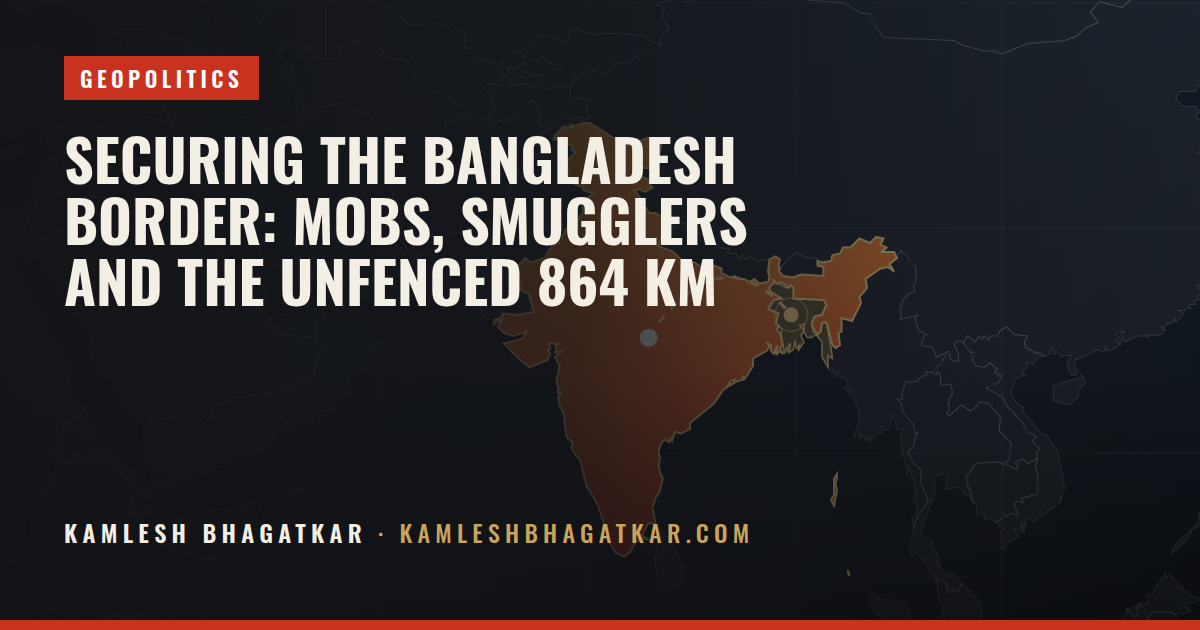 GEOPOLITICS
SECURING THE BANGLADESH
BORDER: MOBS, SMUGGLERS
AND THE UNFENCED 864 KM
KAMLESH BHAGATKAR · KAMLESHBHAGATKAR.COM